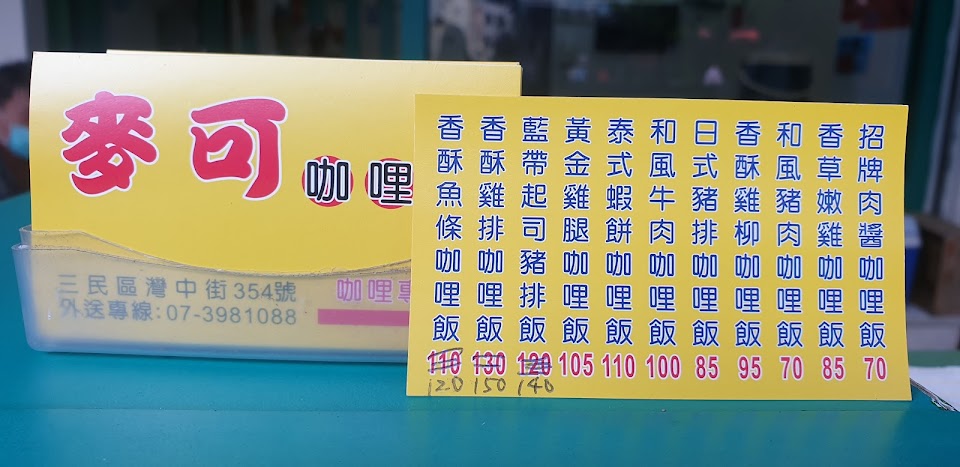 麥可
咖哩
三民區灣中街354號
外送專線:07-3981088
咖哩
招牌肉醬咖哩飯 70
香草嫩雞咖哩飯 85
和風豬肉咖哩飯 70
香酥雞柳咖哩飯 95
日式豬排咖哩飯 85
和風牛肉咖哩飯 100
泰式蝦餅咖哩飯 110
黃金雞腿咖哩飯 105
藍帶起司豬排飯 120 140
香酥雞排咖哩飯 130 150
香酥魚條咖哩飯 110 120